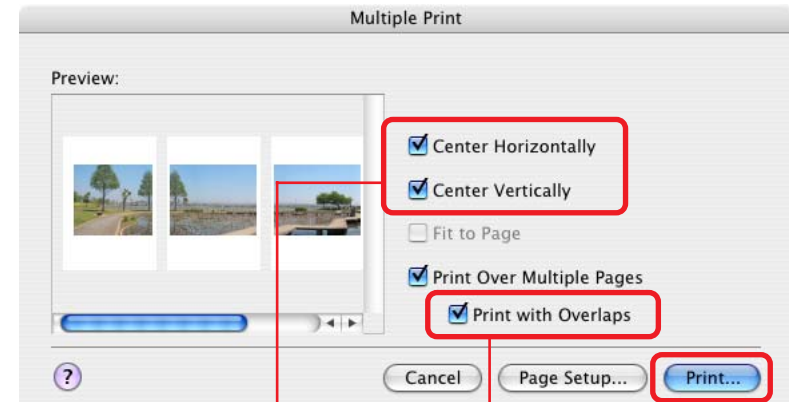 Multiple Print
Preview:
Center Horizontally
Center Vertically
Fit to Page
Print Over Multiple Pages
Print with Overlaps
? Cancel Page Setup... Print...